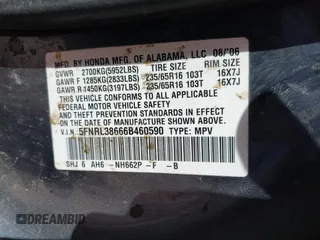 MFD. BY HONDA MFG. OF ALABAMA, LLC 08/06
GVWR 2700KG(5952LBS) TIRE SIZE RIM SIZE
GAWR F 1285KG(2833LBS) 235/65R16 103T 16X7J
GAWR R 1450KG(3197LBS) 235/65R16 103T 16X7J
THIS VEHICLE CONFORMS TO ALL APPLICABLE
FEDERAL MOTOR VEHICLE SAFETY
AND THEFT PREVENTION STANDARDS IN EFFECT
ON THE DATE OF MANUFACTURE SHOWN ABOVE.
V.I.N. 5FNRL38666B460590 TYPE: MPV
SHJ 6 AH6 NH662P -F -B
DREAMBID